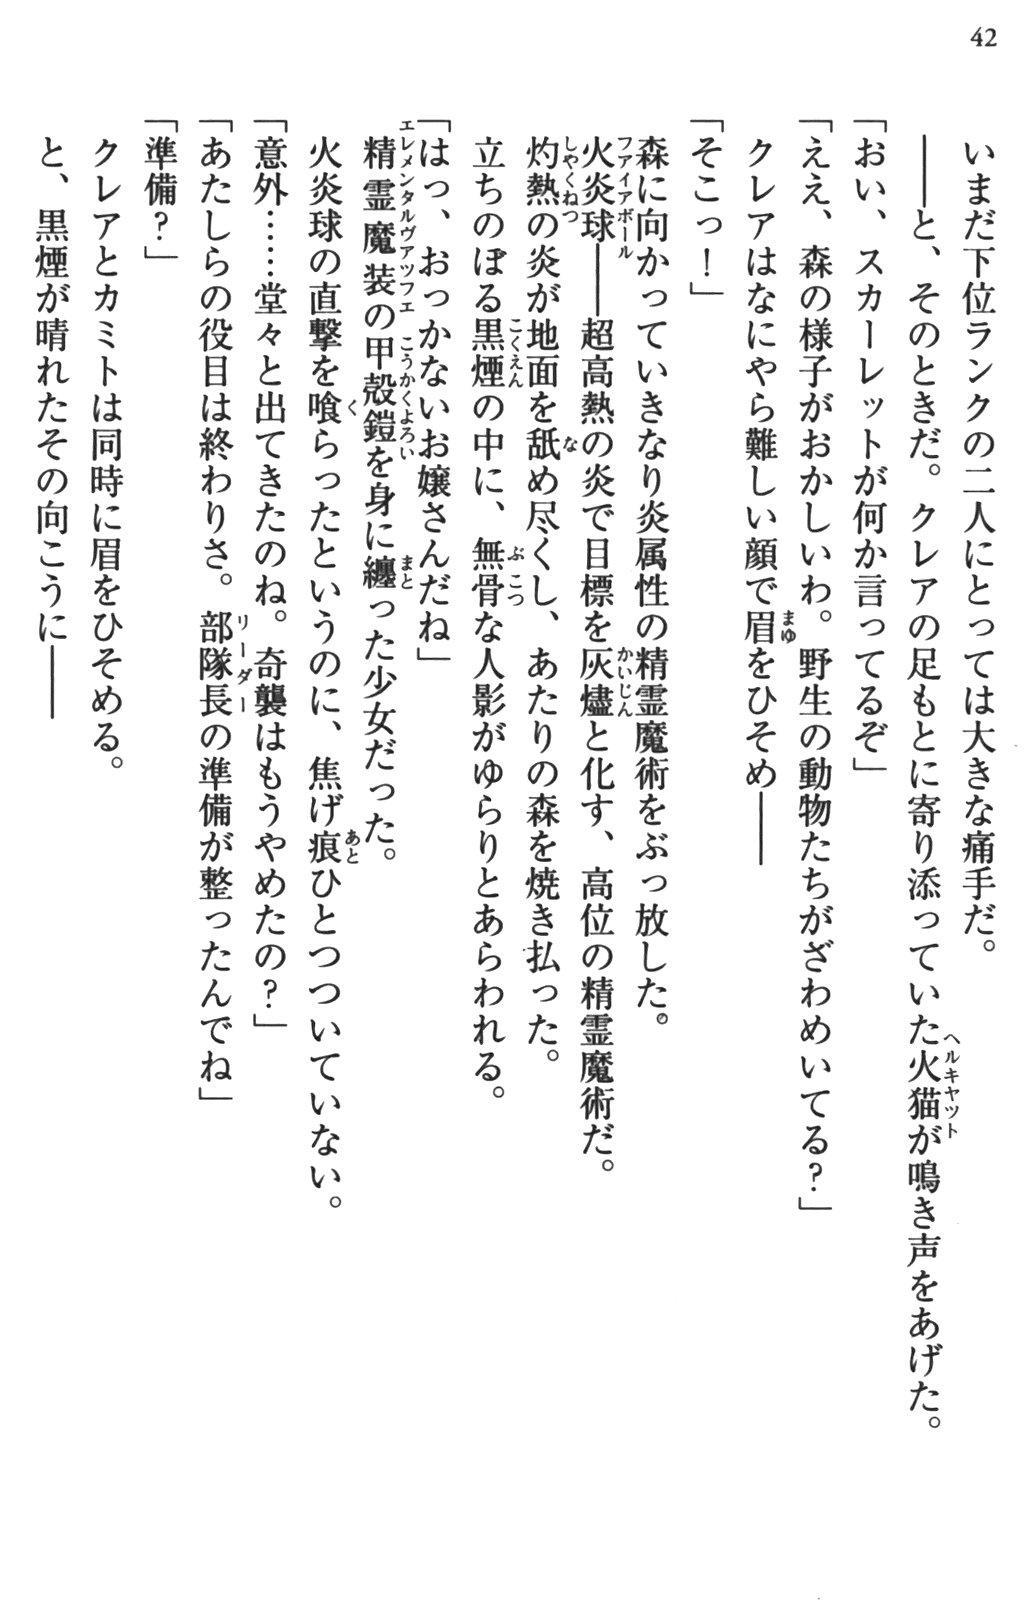 42
いまだ下位ランクの二人にとっては大きな痛手だ。
――と、そのときだ。クレアの足もとに寄り添っていた火猫が鳴き声をあげた。
ヘルキャット
「おい、スカーレットが何か言ってるぞ」
「ええ、森の様子がおかしいわ。野生の動物たちがざわめいてる？」
クレアはなにやら難しい顔で眉をひそめ――
まゆ
「そこっ！」
森に向かっていきなり炎属性の精霊魔術をぶっ放した。
火炎球――超高熱の炎で目標を灰燼と化す、高位の精霊魔術だ。
ファイアボール
かいじん
灼熱の炎が地面を舐め尽くし、あたりの森を焼き払った。
しゃくねつ
な
立ちのぼる黒煙の中に、無骨な人影がゆらりとあらわれる。
こくえん
ぶこつ
「はっ、おっかないお嬢さんだね」
精霊魔装の甲殻鎧を身に纏った少女だった。
エレメンタルヴァッフェ
こうかくよろい
まと
火炎球の直撃を喰らったというのに、焦げ痕ひとつついていない。
く
あと
「意外……堂々と出てきたのね。奇襲はもうやめたの？」
「あたしらの役目は終わりさ。部隊長の準備が整ったんでね」
リーダー
「準備？」
クレアとカミトは同時に眉をひそめる。
と、黒煙が晴れたその向こうに――